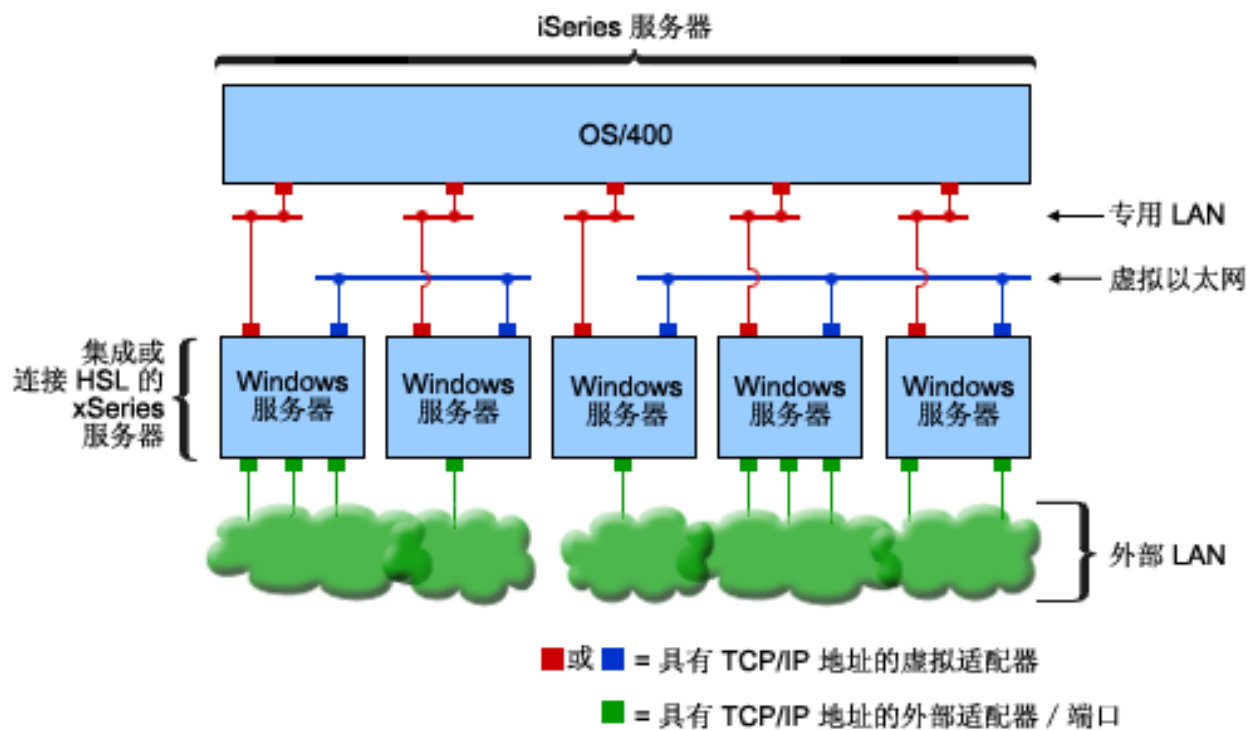 iSeries 服务器
OS/400
专用 LAN
虚拟以太网
集成或
连接 HSL 的
xSeries
服务器
Windows
服务器
Windows
服务器
Windows
服务器
Windows
服务器
Windows
服务器
外部 LAN
或 = 具有 TCP/IP 地址的虚拟适配器
= 具有 TCP/IP 地址的外部适配器 / 端口